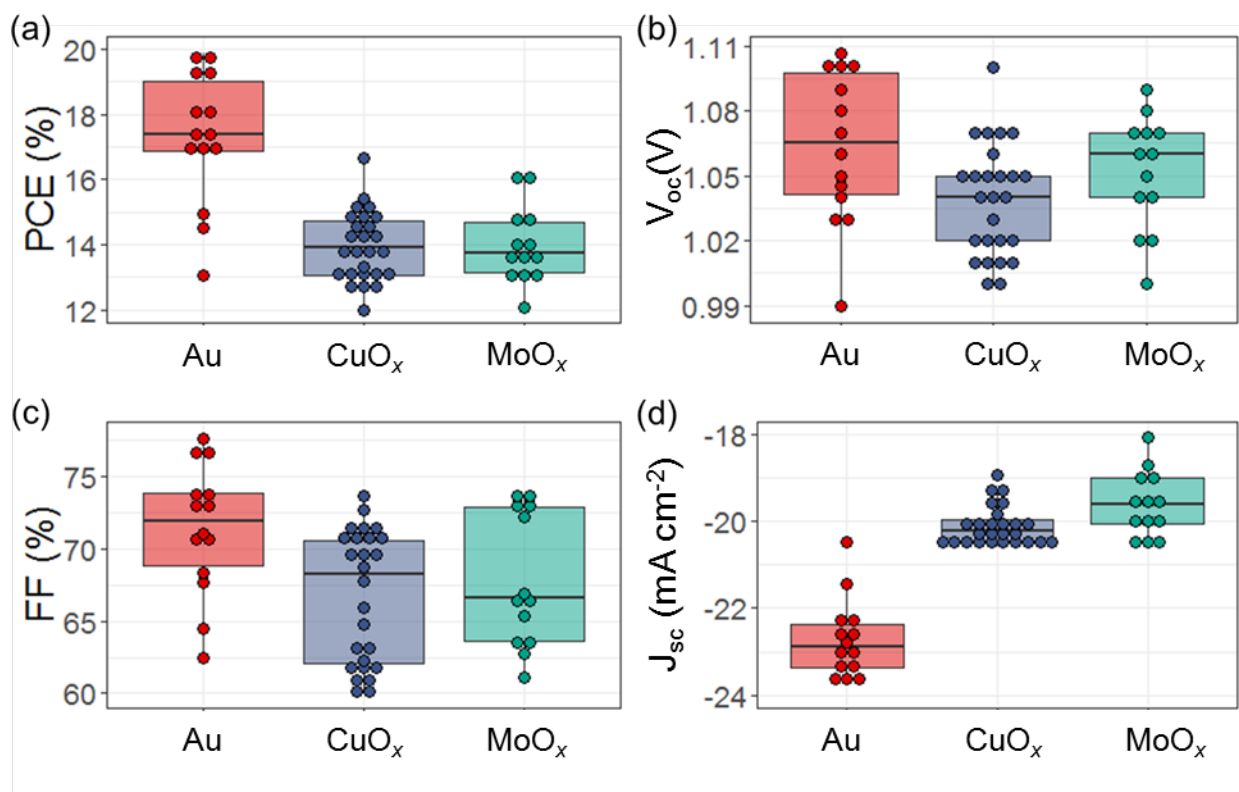 (a)
PCE (%)
20
18
16
14
12
Au
CuOₓ
MoOₓ
(b)
Vₒc(V)
1.11
1.08
1.05
1.02
0.99
Au
CuOₓ
MoOₓ
(c)
FF (%)
75
70
65
60
Au
CuOₓ
MoOₓ
(d)
Jsc (mA cm⁻²)
-18
-20
-22
-24
Au
CuOₓ
MoOₓ